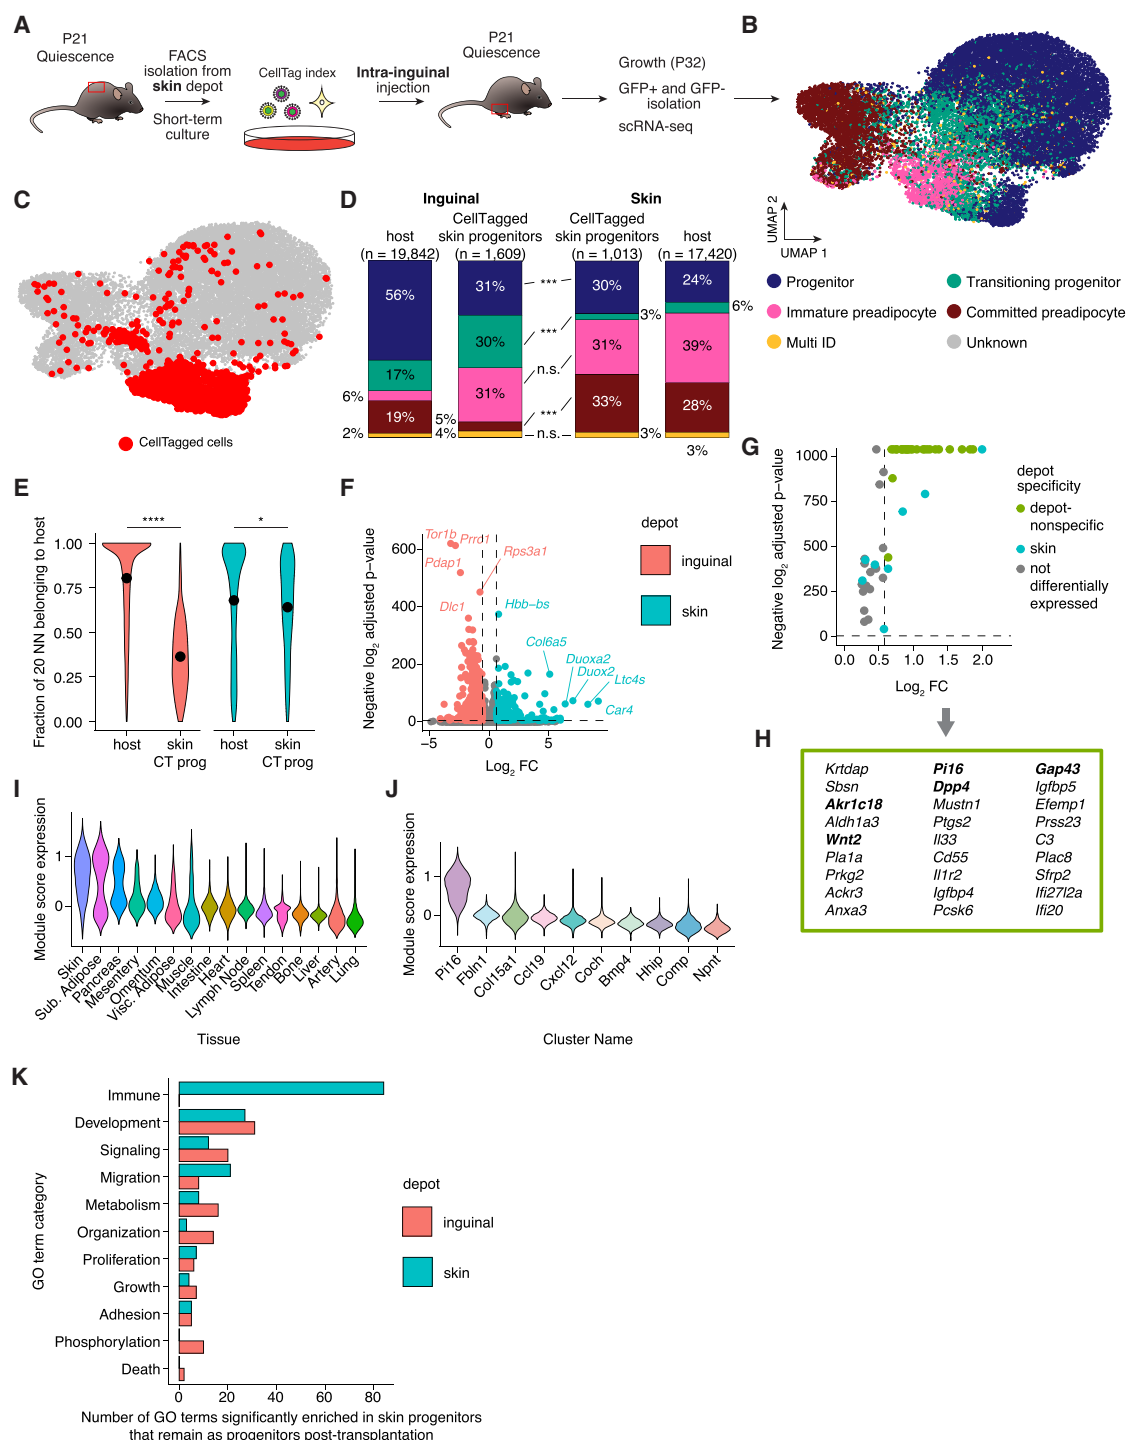 A
P21
Quiescence
FACS
isolation from
skin depot
Short-term
culture
CellTag index
Intra-inguinal
injection
P21
Quiescence
Growth (P32)
GFP+ and GFP-
isolation
scRNA-seq
B
UMAP 2
UMAP 1
Progenitor
Transitioning progenitor
Immature preadipocyte
Committed preadipocyte
Multi ID
Unknown
C
CellTagged cells
D
Inguinal
Skin
host
(n = 19,842)
CellTagged
skin progenitors
(n = 1,609)
CellTagged
skin progenitors
(n = 1,013)
host
(n = 17,420)
56%
17%
6%
19%
2%
31%
30%
31%
5%
4%
***
***
n.s.
***
n.s.
30%
3%
31%
33%
3%
24%
6%
39%
28%
3%
E
Fraction of 20 NN belonging to host
1.00
0.75
0.50
0.25
0.00
****
*
host
skin
CT prog
host
skin
CT prog
F
Negative log2 adjusted p-value
600
400
200
0
Tor1b
Prrc1
Pdap1
Rps3a1
Dlc1
Hbb-bs
Col6a5
Duoxa2
Duox2
Ltc4s
Car4
−5
0
5
Log2 FC
depot
inguinal
skin
G
Negative log2 adjusted p-value
1000
750
500
250
0
0.0
0.5
1.0
1.5
2.0
Log2 FC
depot
specificity
depot-
nonspecific
skin
not
differentially
expressed
H
Krtdap
Sbsn
Akr1c18
Aldh1a3
Wnt2
Pla1a
Prkg2
Ackr3
Anxa3
Pi16
Dpp4
Mustn1
Ptgs2
Il33
Cd55
Il1r2
Igfbp4
Pcsk6
Gap43
Igfbp5
Efemp1
Prss23
C3
Plac8
Sfrp2
Ifi27l2a
Ifi20
I
Module score expression
1
0
Skin
Sub. Adipose
Pancreas
Mesentery
Omentum
Visc. Adipose
Muscle
Intestine
Heart
Lymph Node
Spleen
Tendon
Bone
Liver
Artery
Lung
Tissue
J
Module score expression
1
0
Pi16
Fbln1
Col15a1
Ccl19
Cxcl12
Coch
Bmp4
Hhip
Comp
Npnt
Cluster Name
K
GO term category
Immune
Development
Signaling
Migration
Metabolism
Organization
Proliferation
Growth
Adhesion
Phosphorylation
Death
0
20
40
60
80
Number of GO terms significantly enriched in skin progenitors
that remain as progenitors post-transplantation
depot
inguinal
skin